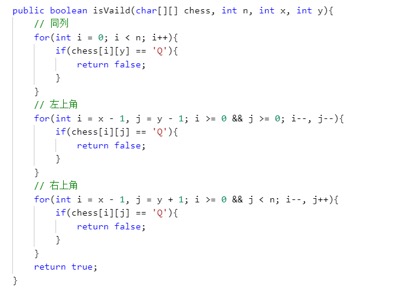 public boolean isVaild(char[][] chess, int n, int x, int y){
    // 同列
    for(int i = 0; i < n; i++){
        if(chess[i][y] == 'Q'){
            return false;
        }
    }
    // 左上角
    for(int i = x - 1, j = y - 1; i >= 0 && j >= 0; i--, j--){
        if(chess[i][j] == 'Q'){
            return false;
        }
    }
    // 右上角
    for(int i = x - 1, j = y + 1; i >= 0 && j < n; i--, j++){
        if(chess[i][j] == 'Q'){
            return false;
        }
    }
    return true;
}